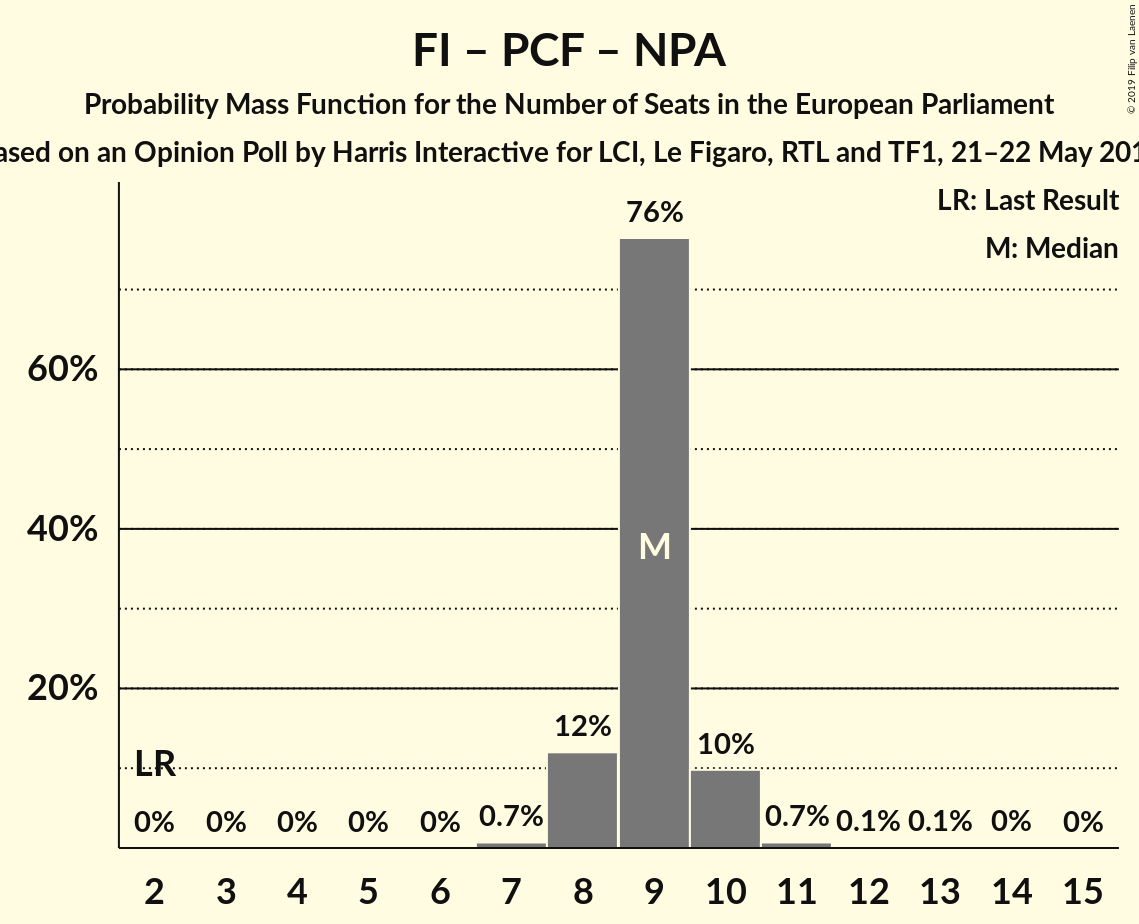 FI – PCF – NPA
Probability Mass Function for the Number of Seats in the European Parliament
ased on an Opinion Poll by Harris Interactive for LCI, Le Figaro, RTL and TF1, 21–22 May 201
© 2019 Filip van Laenen
LR: Last Result
M: Median
76%
60%
40%
M
20%
12%
10%
LR
0% 0% 0% 0% 0% 0.7% 0.7% 0.1% 0.1% 0% 0%
2 3 4 5 6 7 8 9 10 11 12 13 14 15